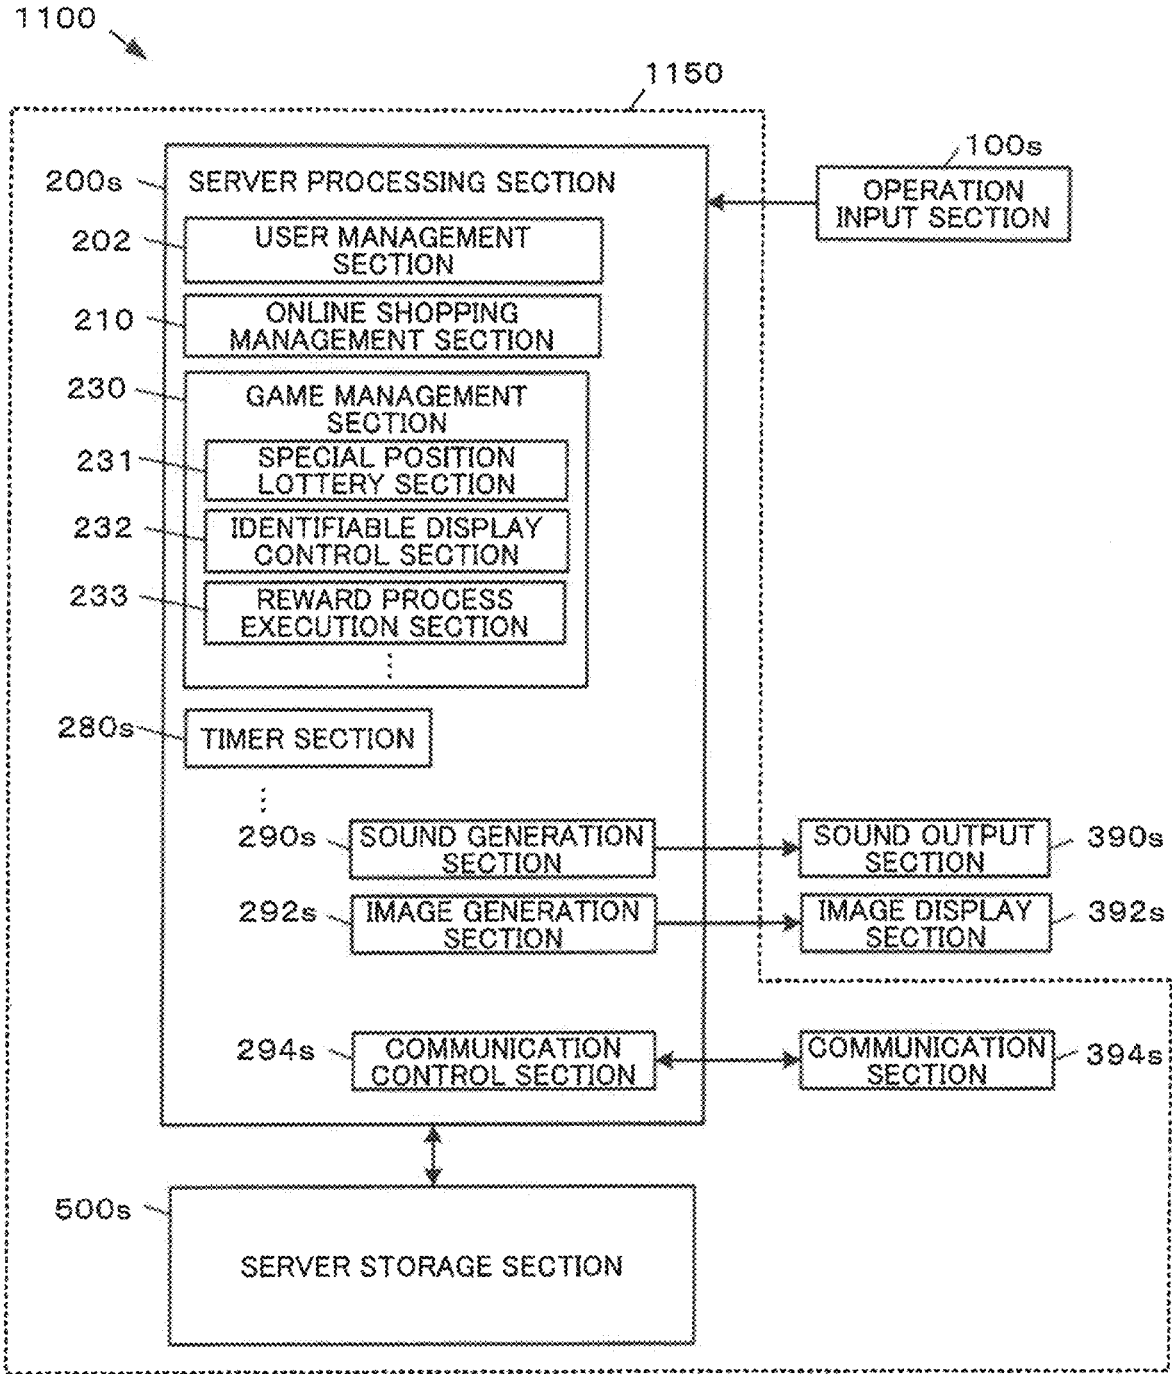 1100
1150
100s
OPERATION
INPUT SECTION
200s
SERVER PROCESSING SECTION
202
USER MANAGEMENT
SECTION
210
ONLINE SHOPPING
MANAGEMENT SECTION
230
GAME MANAGEMENT
SECTION
231
SPECIAL POSITION
LOTTERY SECTION
232
IDENTIFIABLE DISPLAY
CONTROL SECTION
233
REWARD PROCESS
EXECUTION SECTION
280s
TIMER SECTION
290s
SOUND GENERATION
SECTION
SOUND OUTPUT
SECTION
390s
292s
IMAGE GENERATION
SECTION
IMAGE DISPLAY
SECTION
392s
294s
COMMUNICATION
CONTROL SECTION
COMMUNICATION
SECTION
394s
500s
SERVER STORAGE SECTION